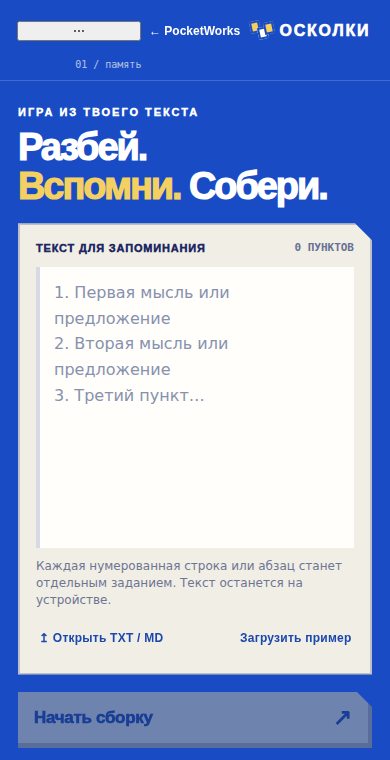 ...
← PocketWorks
ОСКОЛКИ
01 / память
ИГРА ИЗ ТВОЕГО ТЕКСТА
Разбей.
Вспомни. Собери.
ТЕКСТ ДЛЯ ЗАПОМИНАНИЯ
0 ПУНКТОВ
1. Первая мысль или
предложение
2. Вторая мысль или
предложение
3. Третий пункт…
Каждая нумерованная строка или абзац станет
отдельным заданием. Текст останется на
устройстве.
↥ Открыть TXT / MD
Загрузить пример
Начать сборку ↗